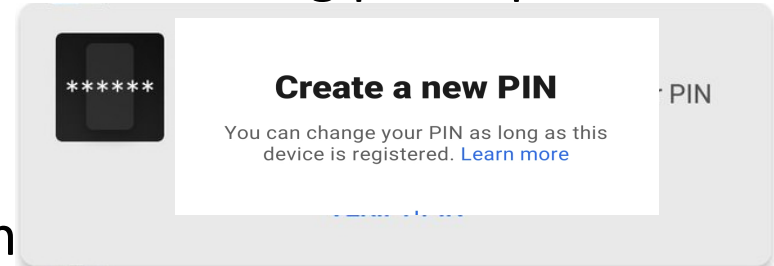 ******
Create a new PIN
PIN
You can change your PIN as long as this
device is registered. Learn more